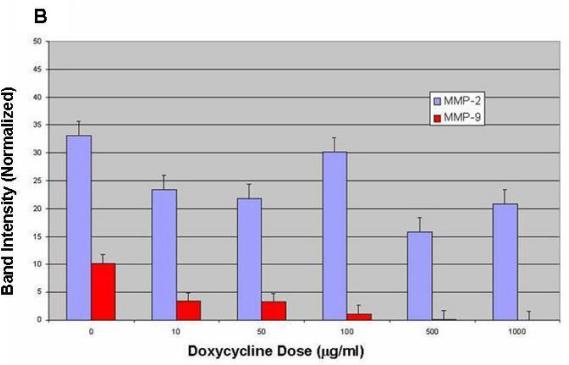 B
50
45
40
35
30
25
20
15
10
5
0
Band Intensity (Normalized)
MMP-2
MMP-9
0 10 50 100 500 1000
Doxycycline Dose (µg/ml)